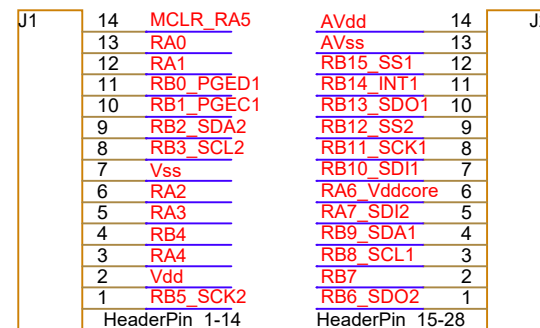 J1 14 MCLR_RA5 AVdd 14 J
13 RA0 AVss 13
12 RA1 RB15_SS1 12
11 RB0_PGED1 RB14_INT1 11
10 RB1_PGEC1 RB13_SDO1 10
9 RB2_SDA2 RB12_SS2 9
8 RB3_SCL2 RB11_SCK1 8
7 Vss RB10_SDI1 7
6 RA2 RA6_Vddcore 6
5 RA3 RA7_SDI2 5
4 RB4 RB9_SDA1 4
3 RA4 RB8_SCL1 3
2 Vdd RB7 2
1 RB5_SCK2 RB6_SDO2 1
HeaderPin 1-14 HeaderPin 15-28